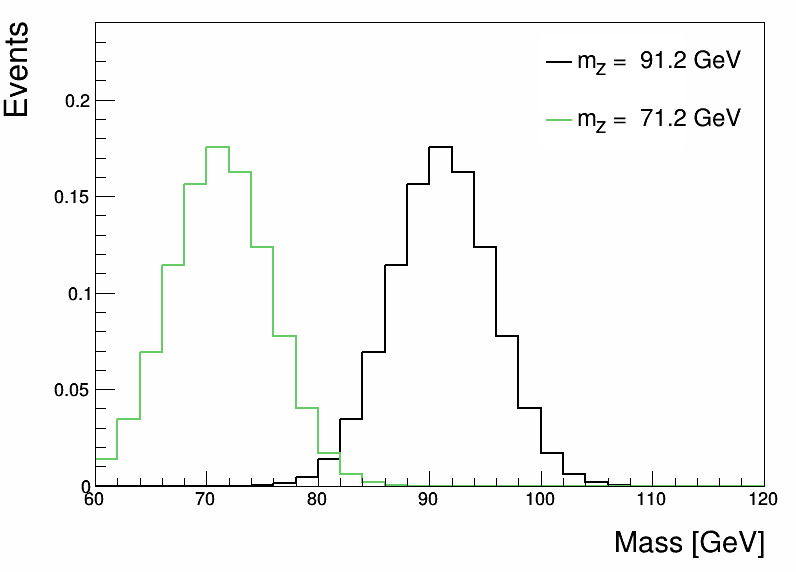 Events
m_Z = 91.2 GeV
m_Z = 71.2 GeV
0.2
0.15
0.1
0.05
0
60 70 80 90 100 110 120
Mass [GeV]